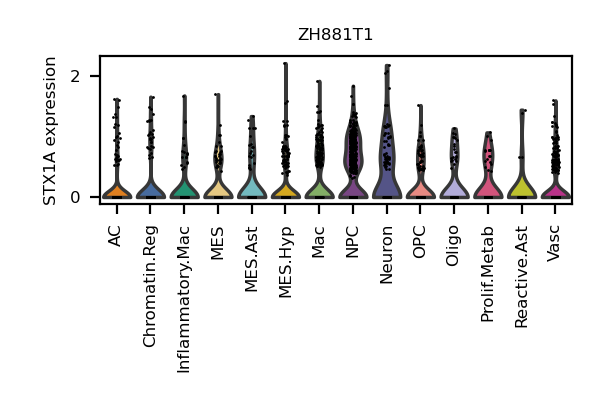 ZH881T1
STX1A expression
2
0
AC
Chromatin.Reg
Inflammatory.Mac
MES
MES.Ast
MES.Hyp
Mac
NPC
Neuron
OPC
Oligo
Prolif.Metab
Reactive.Ast
Vasc